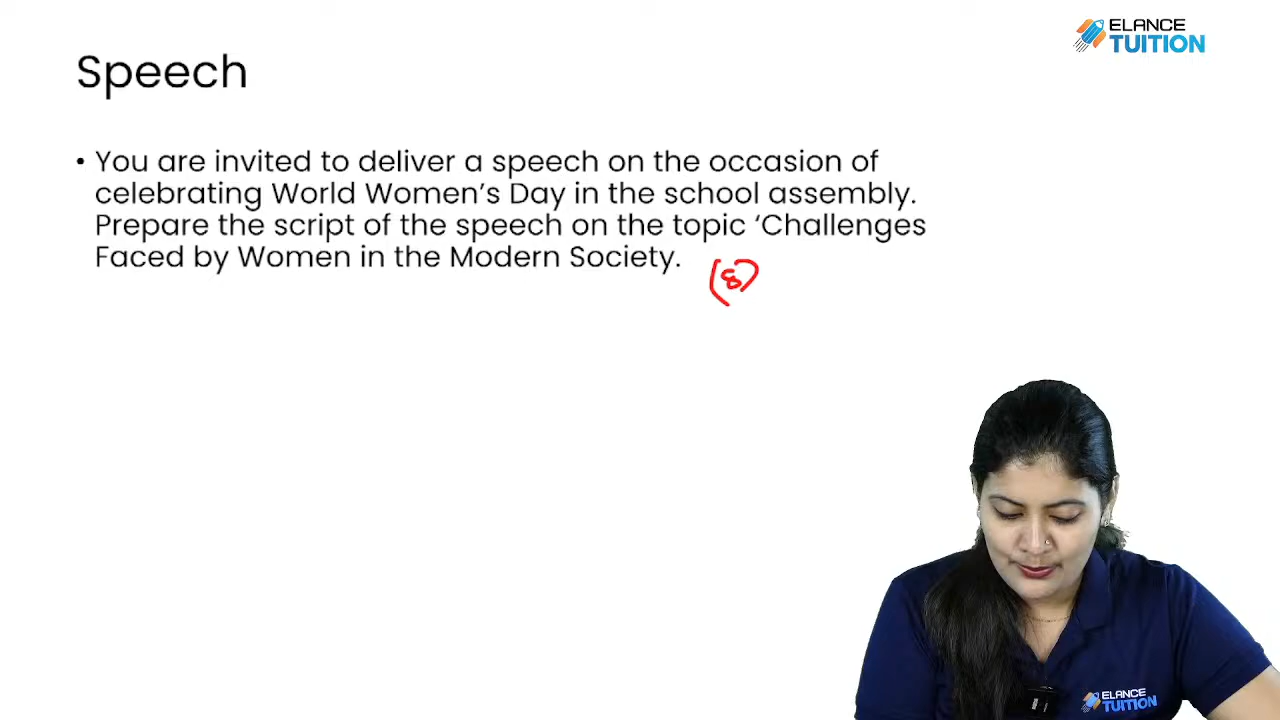 ELANCE
TUITION
Speech
• You are invited to deliver a speech on the occasion of
celebrating World Women's Day in the school assembly.
Prepare the script of the speech on the topic ‘Challenges
Faced by Women in the Modern Society.
(8)
ELANCE
TUITION